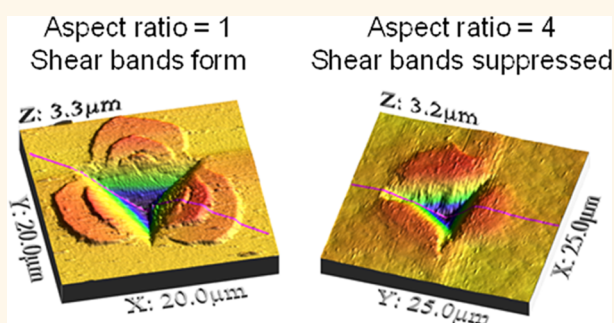 Aspect ratio = 1
Shear bands form
Aspect ratio = 4
Shear bands suppressed
Z: 3.3μm
Y: 20.0μm
X: 20.0μm
Z: 3.2μm
X: 25.0μm
Y: 25.0μm